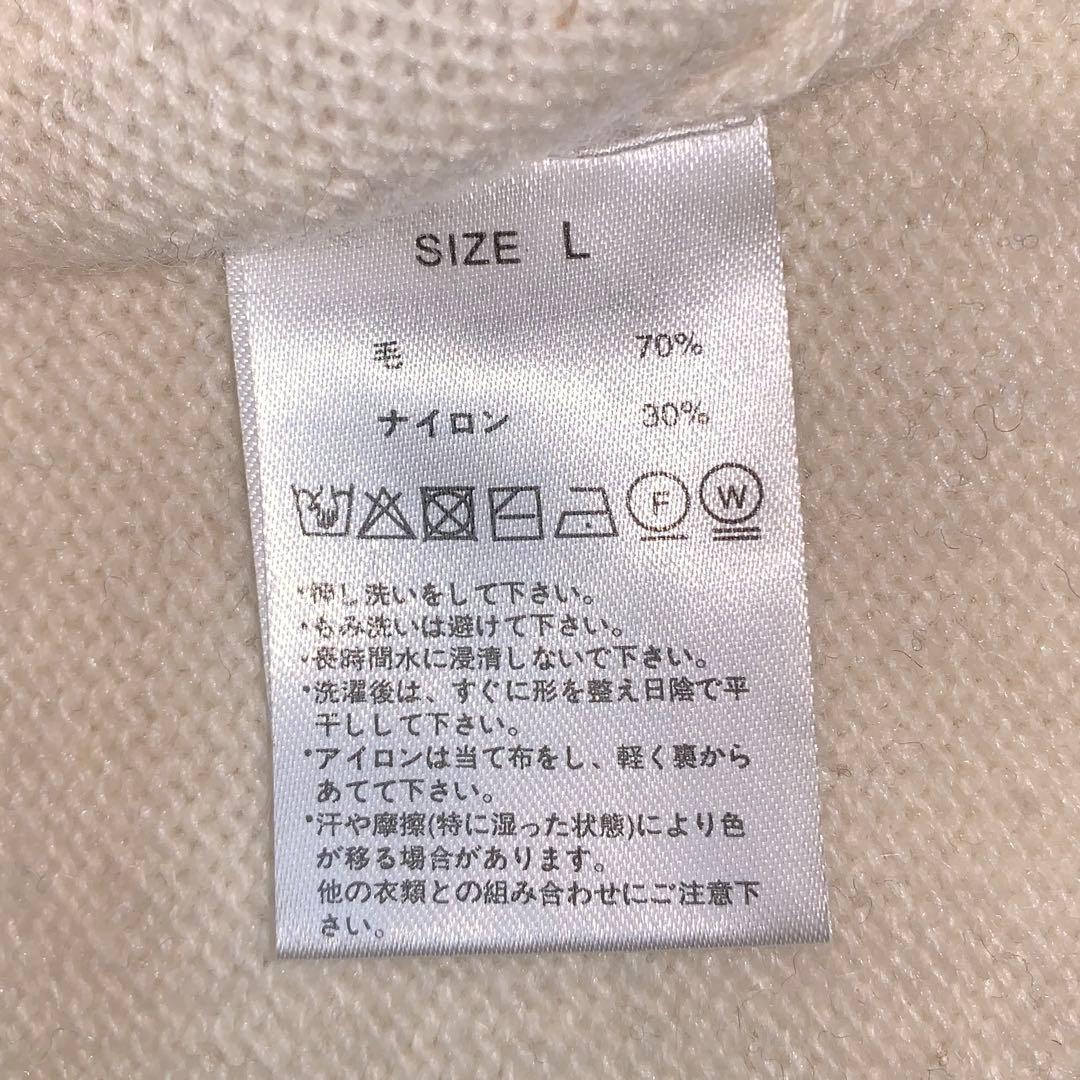 SIZE L
毛 70%
ナイロン 30%
F W
・押し洗いをして下さい。
・もみ洗いは避けて下さい。
・長時間水に浸漬しないで下さい。
・洗濯後は、すぐに形を整え日陰で平
干しして下さい。
・アイロンは当て布をし、軽く裏から
あてて下さい。
・汗や摩擦(特に湿った状態)により色
が移る場合があります。
他の衣類との組み合わせにご注意下
さい。